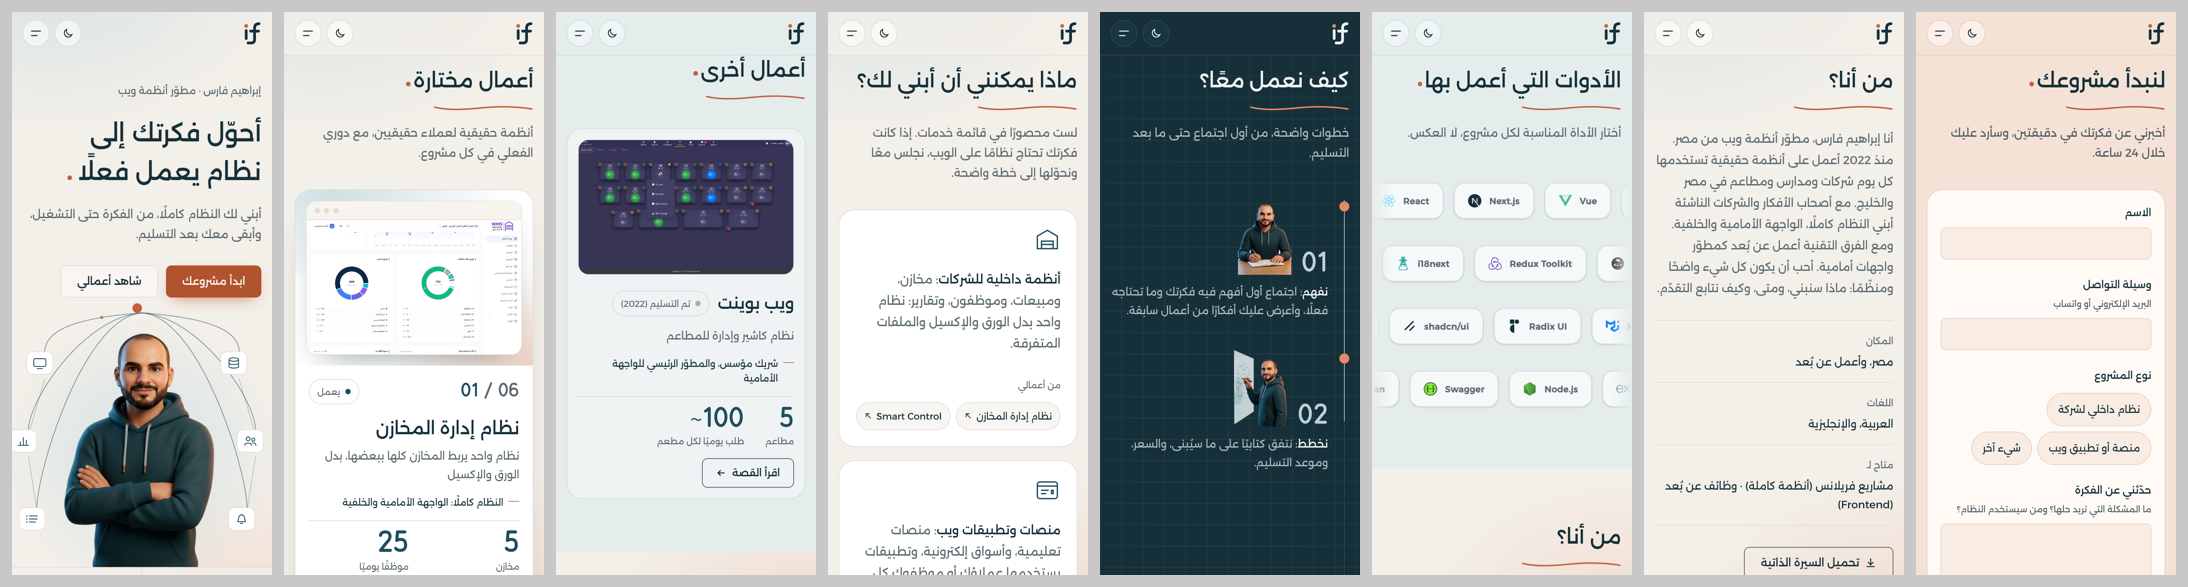 if
إبراهيم فارس · مطوّر أنظمة ويب
أحوّل فكرتك إلى
نظام يعمل فعلًا.
أبني لك النظام كاملًا، من الفكرة حتى التشغيل،
وأبقى معك بعد التسليم.
ابدأ مشروعك
شاهد أعمالي
if
أعمال مختارة.
أنظمة حقيقية لعملاء حقيقيين، مع دوري
الفعلي في كل مشروع.
01 / 06
يعمل
نظام إدارة المخازن
نظام واحد يربط المخازن كلها ببعضها، بدل
الورق والإكسيل
النظام كاملًا: الواجهة الأمامية والخلفية
5
مخازن
25
موظفًا يوميًا
if
أعمال أخرى.
ويب بوينت
تم التسليم (2022)
نظام كاشير وإدارة للمطاعم
شريك مؤسس، والمطوّر الرئيسي للواجهة
الأمامية
5
مطاعم
~100
طلب يوميًا لكل مطعم
اقرأ القصة ←
if
ماذا يمكنني أن أبني لك؟
لست محصورًا في قائمة خدمات. إذا كانت
فكرتك تحتاج نظامًا على الويب، نجلس معًا
ونحوّلها إلى خطة واضحة.
أنظمة داخلية للشركات: مخازن،
ومبيعات، وموظفون، وتقارير: نظام
واحد بدل الورق والإكسيل والملفات
المتفرقة.
من أعمالي
نظام إدارة المخازن ↖
Smart Control ↖
منصات وتطبيقات ويب: منصات
تعليمية، وأسواق إلكترونية، وتطبيقات
يستخدمها عملاؤك أو موظفوك كل
if
كيف نعمل معًا؟
خطوات واضحة، من أول اجتماع حتى ما بعد
التسليم.
01
نفهم: اجتماع أول أفهم فيه فكرتك وما تحتاجه
فعلًا، وأعرض عليك أفكارًا من أعمال سابقة.
02
نخطط: نتفق كتابيًا على ما سيُبنى، والسعر،
وموعد التسليم.
if
الأدوات التي أعمل بها.
أختار الأداة المناسبة لكل مشروع، لا العكس.
React
Next.js
Vue
i18next
Redux Toolkit
shadcn/ui
Radix UI
Swagger
Node.js
من أنا؟
if
من أنا؟
أنا إبراهيم فارس، مطوّر أنظمة ويب من مصر.
منذ 2022 أعمل على أنظمة حقيقية تستخدمها
كل يوم شركات ومدارس ومطاعم في مصر
والخليج. مع أصحاب الأفكار والشركات الناشئة
أبني النظام كاملًا، الواجهة الأمامية والخلفية.
ومع الفرق التقنية أعمل عن بُعد كمطوّر
واجهات أمامية. أحب أن يكون كل شيء واضحًا
ومنظّمًا: ماذا سنبني، ومتى، وكيف نتابع التقدّم.
المكان
مصر، وأعمل عن بُعد
اللغات
العربية، والإنجليزية
متاح لـ
مشاريع فريلانس (أنظمة كاملة) · وظائف عن بُعد
(Frontend)
تحميل السيرة الذاتية
if
لنبدأ مشروعك.
أخبرني عن فكرتك في دقيقتين، وسأرد عليك
خلال 24 ساعة.
الاسم
وسيلة التواصل
البريد الإلكتروني أو واتساب
نوع المشروع
نظام داخلي لشركة
منصة أو تطبيق ويب
شيء آخر
حدّثني عن الفكرة
ما المشكلة التي تريد حلها؟ ومن سيستخدم النظام؟